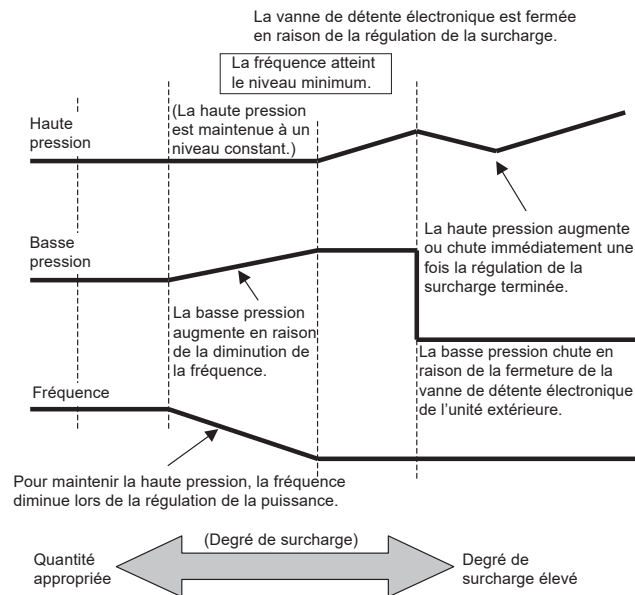 La vanne de détente électronique est fermée
en raison de la régulation de la surcharge.
La fréquence atteint
le niveau minimum.
(La haute pression
est maintenue à un
niveau constant.)
Haute
pression
La haute pression augmente
ou chute immédiatement une
fois la régulation de la
surcharge terminée.
Basse
pression
La basse pression
augmente en raison
de la diminution de
la fréquence.
La basse pression chute en
raison de la fermeture de la
vanne de détente électronique
de l'unité extérieure.
Fréquence
Pour maintenir la haute pression, la fréquence
diminue lors de la régulation de la puissance.
(Degré de surcharge)
Quantité
appropriée
Degré de
surcharge élevé